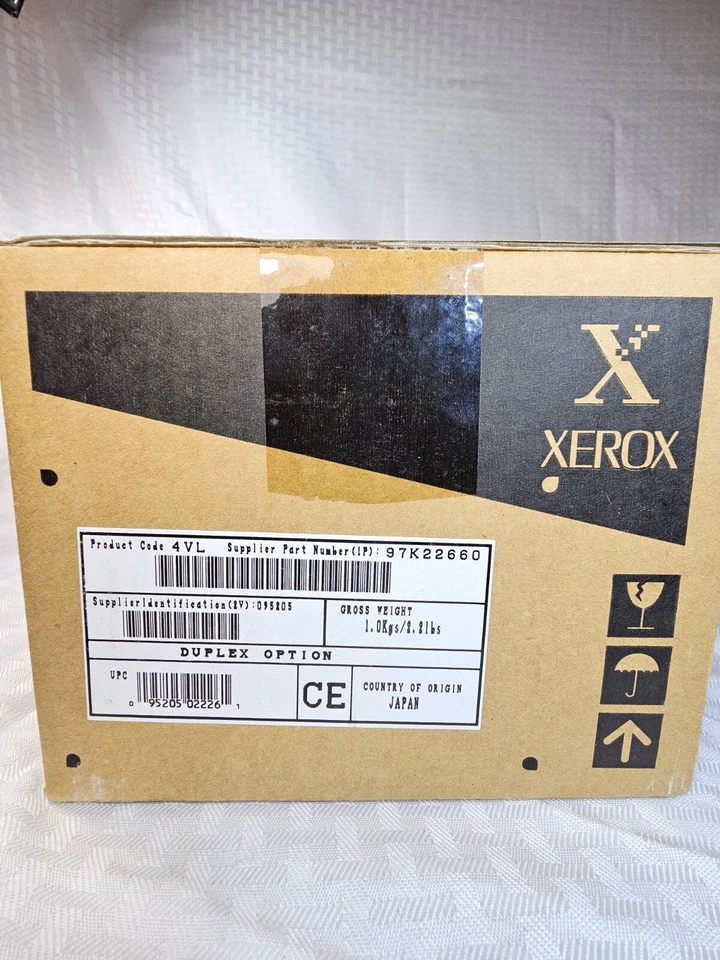 X
XEROX
Product Code 4VL Supplier Part Number(1P): 97K22660
SupplierIdentification(2V):095205
GROSS WEIGHT
1.0Kgs/2.2lbs
DUPLEX OPTION
UPC
0 95205 02226 1
CE
COUNTRY OF ORIGIN
JAPAN